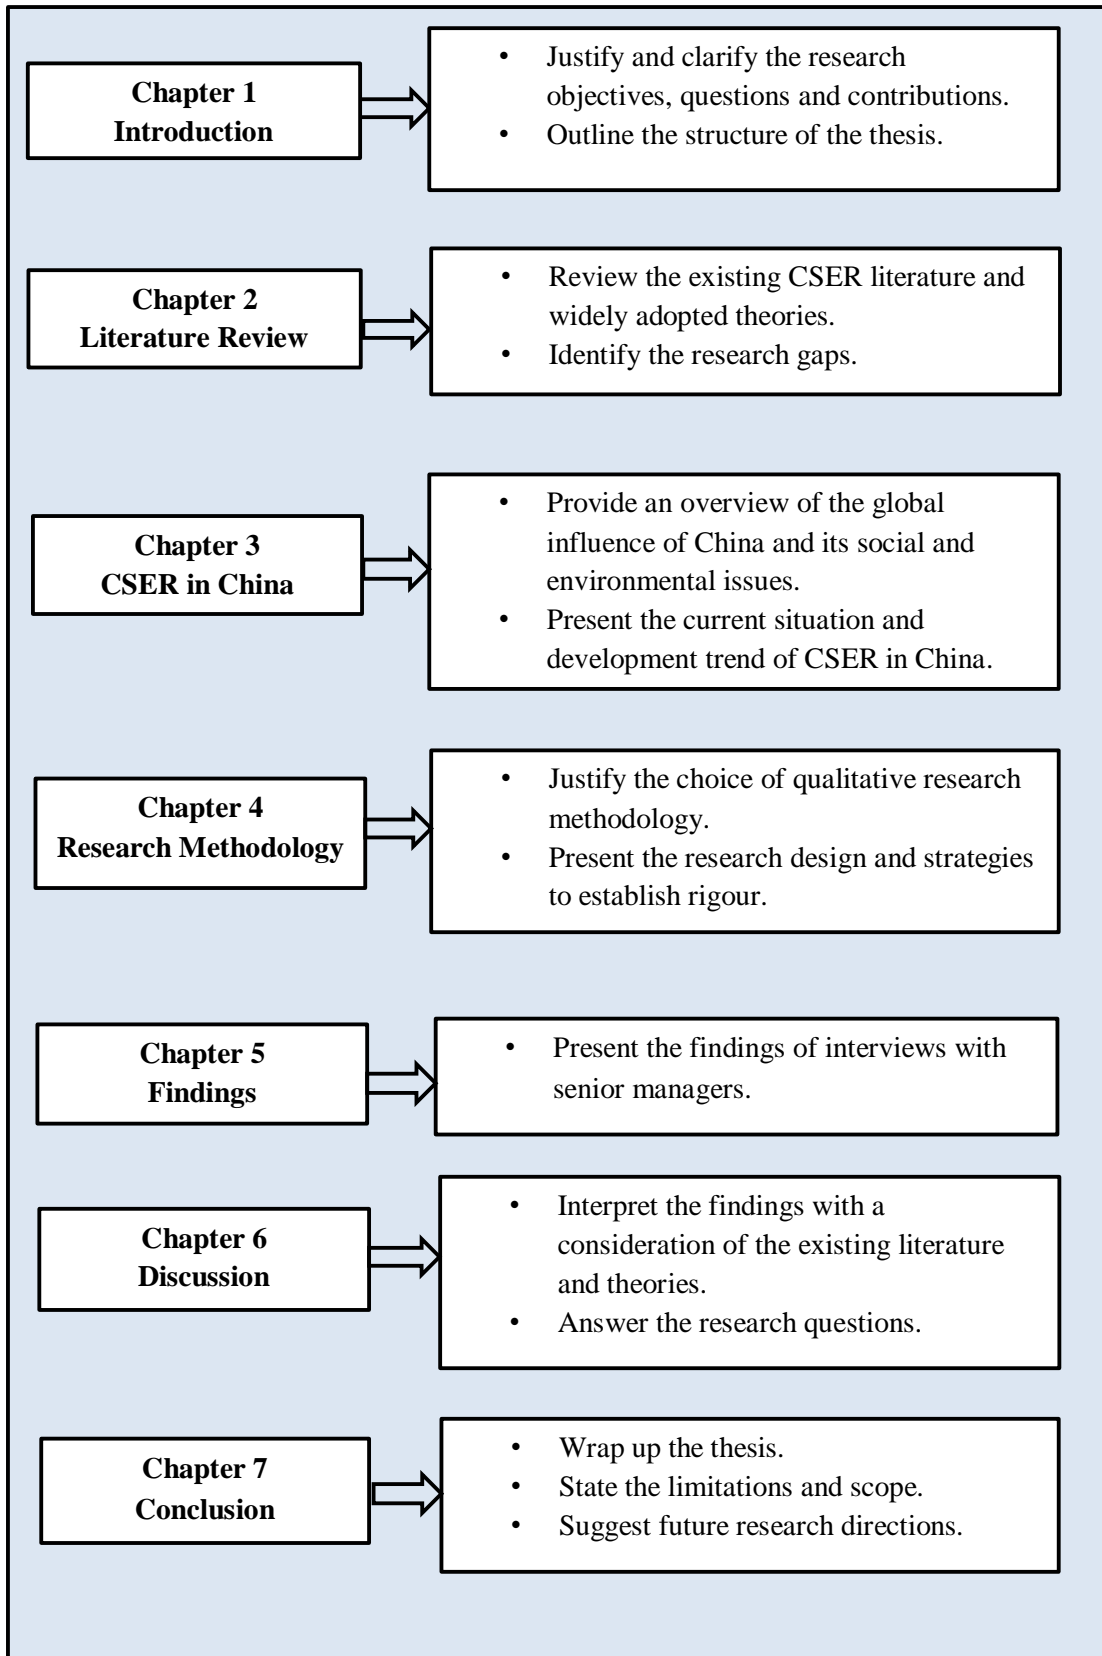 Chapter 1
Introduction
• Justify and clarify the research
objectives, questions and contributions.
• Outline the structure of the thesis.
Chapter 2
Literature Review
• Review the existing CSER literature and
widely adopted theories.
• Identify the research gaps.
Chapter 3
CSER in China
• Provide an overview of the global
influence of China and its social and
environmental issues.
• Present the current situation and
development trend of CSER in China.
Chapter 4
Research Methodology
• Justify the choice of qualitative research
methodology.
• Present the research design and strategies
to establish rigour.
Chapter 5
Findings
• Present the findings of interviews with
senior managers.
Chapter 6
Discussion
• Interpret the findings with a
consideration of the existing literature
and theories.
• Answer the research questions.
Chapter 7
Conclusion
• Wrap up the thesis.
• State the limitations and scope.
• Suggest future research directions.